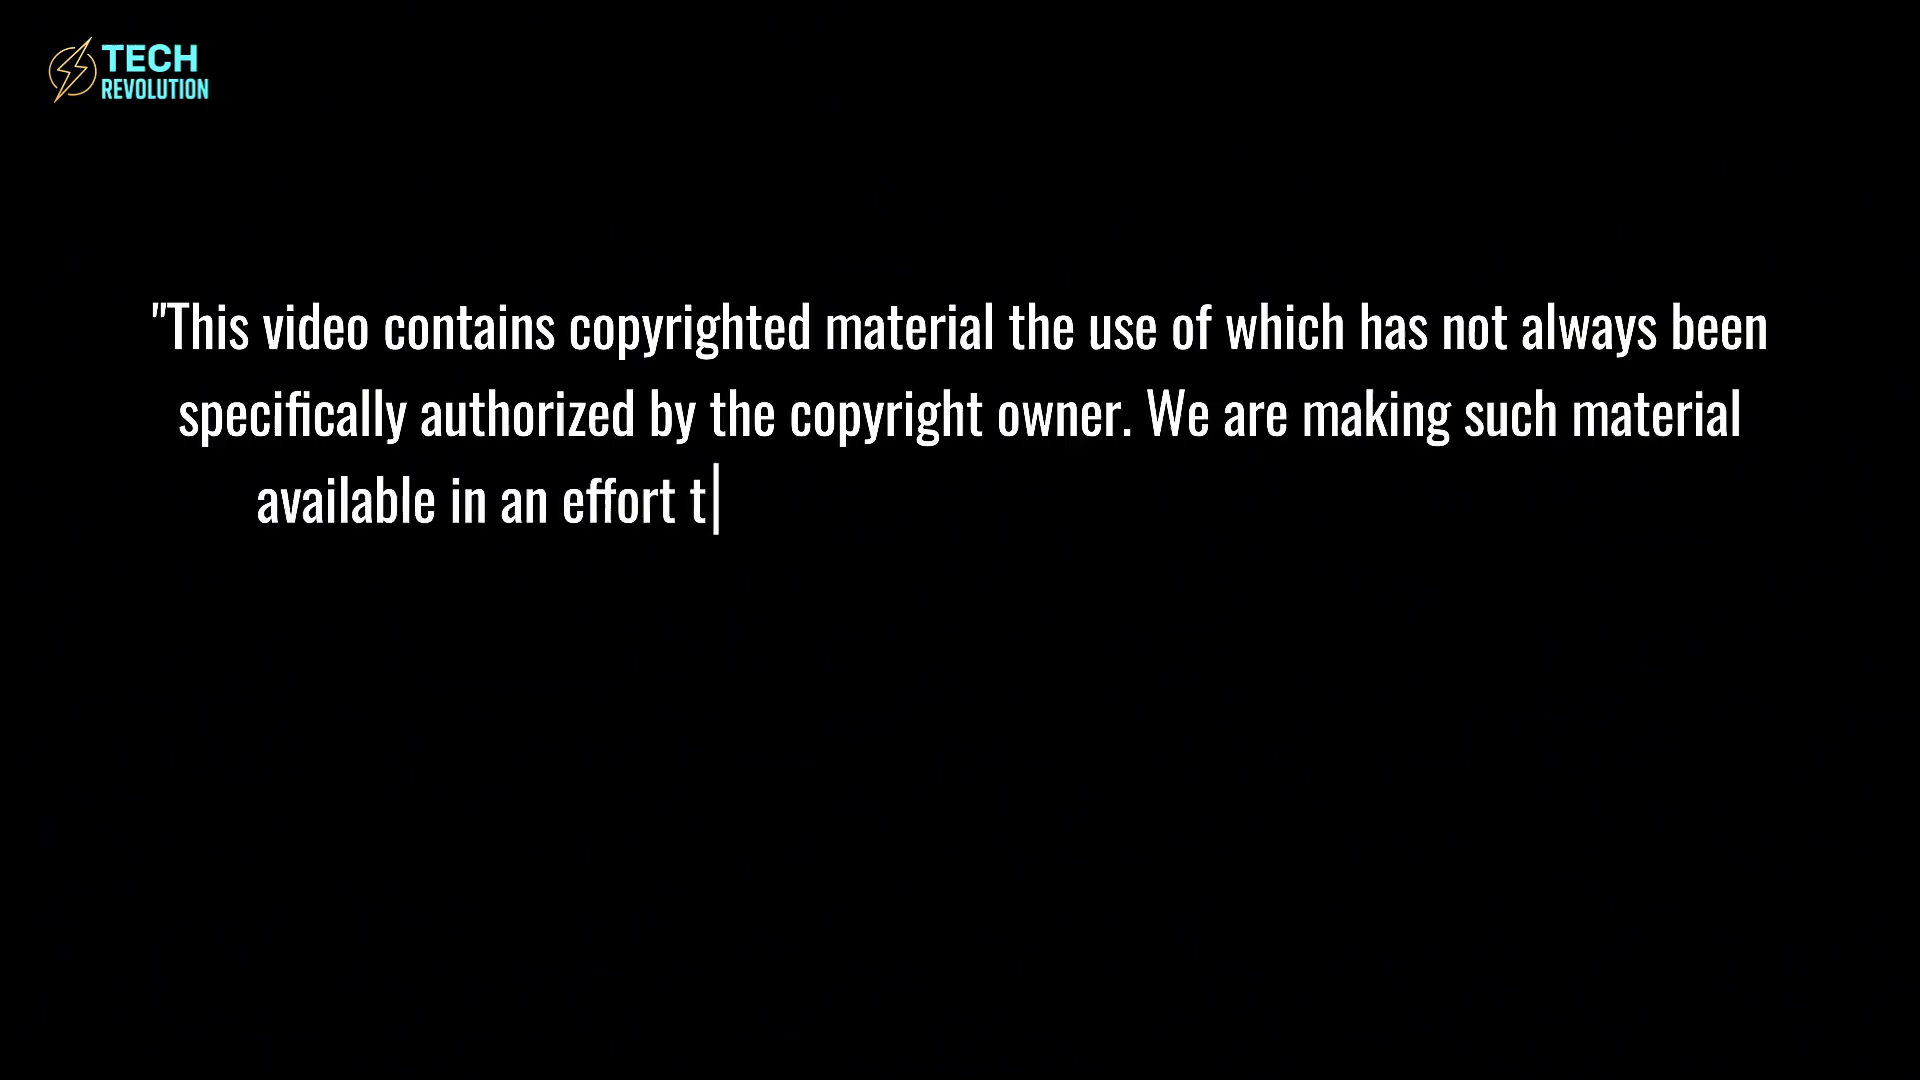 TECH
REVOLUTION
"This video contains copyrighted material the use of which has not always been
specifically authorized by the copyright owner. We are making such material
available in an effort t